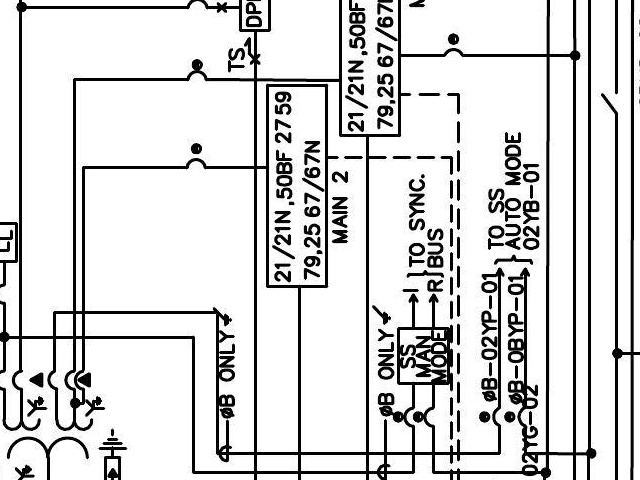 DP
TS
21/21N,50BF
79,25 67/67
21/21N,50BF 27 59
79,25 67/67N
MAIN 2
LL
I } TO SYNC.
R } BUS
TO SS
AUTO MODE
02YB-01
øB ONLY
øB ONLY
SS
MAN
MODE
øB-02YP-01
øB-0BYP-01
02YG-02
Y
Y
Y